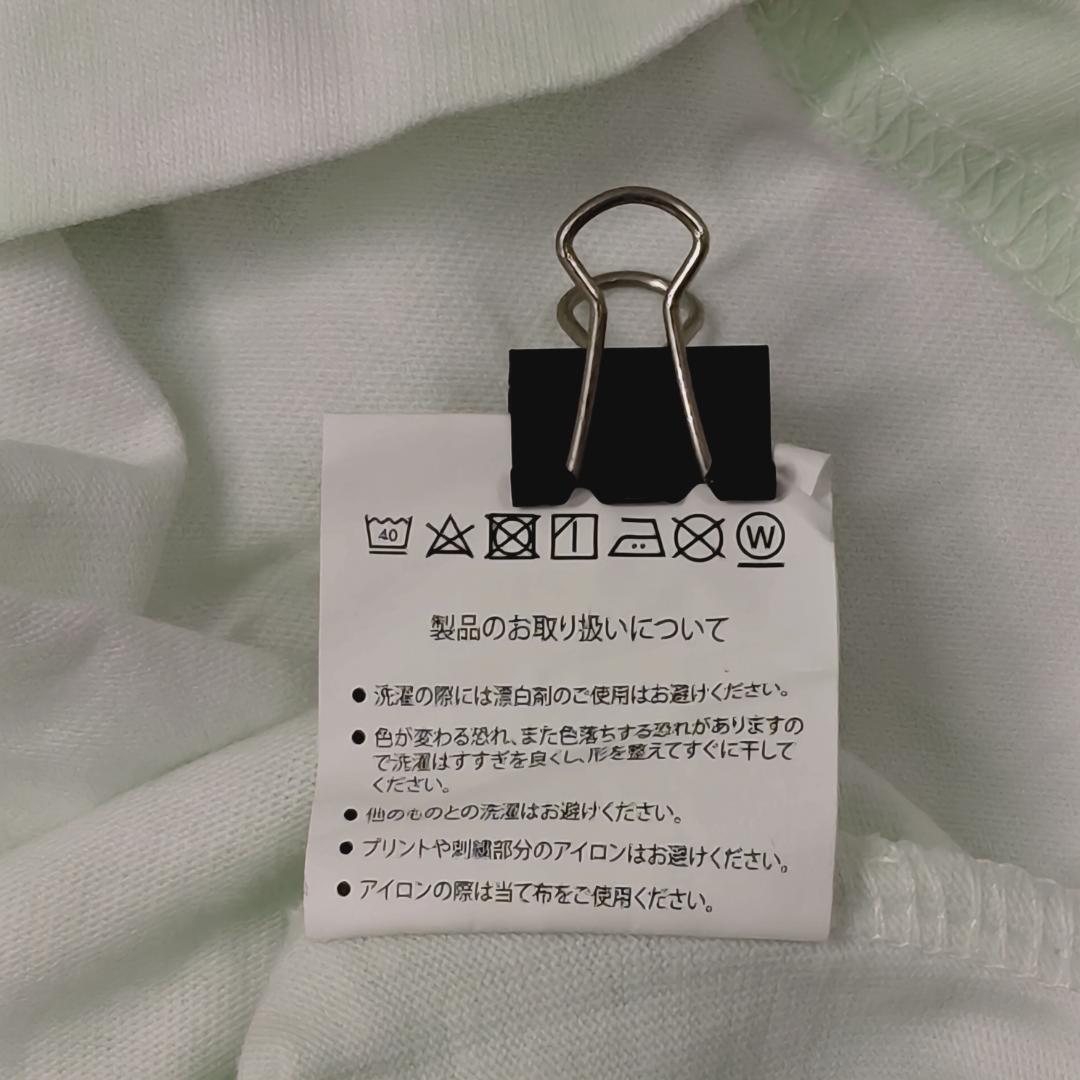 40 W
製品のお取り扱いについて
● 洗濯の際には漂白剤のご使用はお避けください。
● 色が変わる恐れ、また色落ちする恐れがありますの
で洗濯はすすぎを良くし、形を整えてすぐに干して
ください。
● 他のものとの洗濯はお避けください。
● プリントや刺繍部分のアイロンはお避けください。
● アイロンの際は当て布をご使用ください。